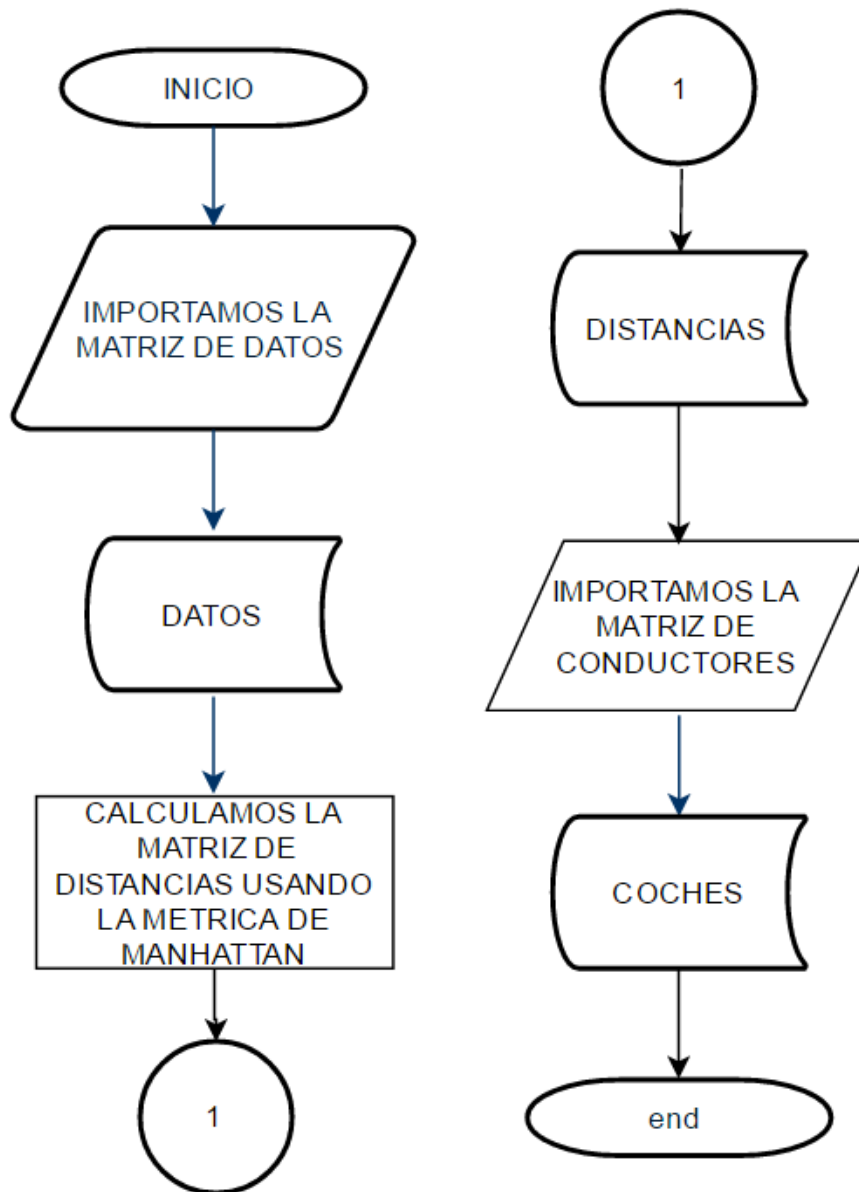 INICIO
IMPORTAMOS LA
MATRIZ DE DATOS
DATOS
CALCULAMOS LA
MATRIZ DE
DISTANCIAS USANDO
LA METRICA DE
MANHATTAN
1
1
DISTANCIAS
IMPORTAMOS LA
MATRIZ DE
CONDUCTORES
COCHES
end